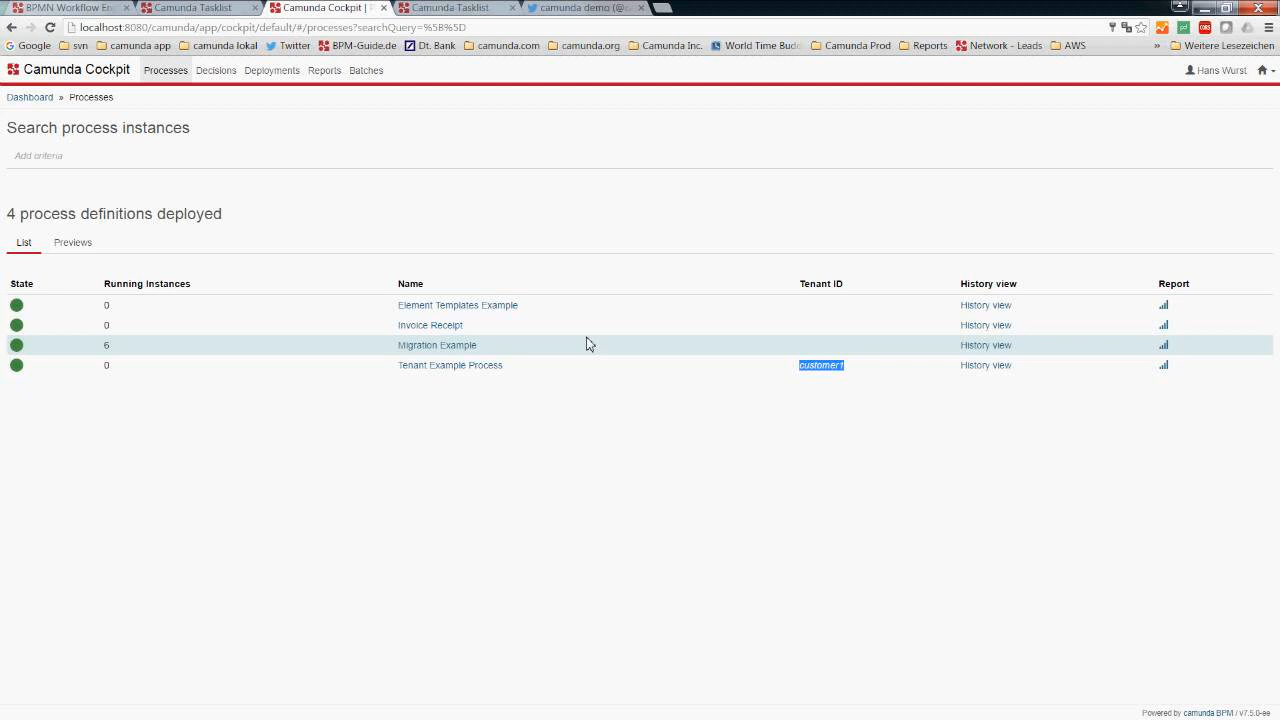 BPMN Workflow En
Camunda Tasklist
Camunda Cockpit | P
Camunda Tasklist
camunda demo (@c
localhost:8080/camunda/app/cockpit/default/#/processes?searchQuery=%5B%5D
Google svn camunda app camunda lokal Twitter BPM-Guide.de Dt. Bank camunda.com camunda.org Camunda Inc. World Time Budd Camunda Prod Reports Network - Leads AWS » Weitere Lesezeichen
Camunda Cockpit Processes Decisions Deployments Reports Batches Hans Wurst
Dashboard » Processes
Search process instances
Add criteria
4 process definitions deployed
List Previews
State Running Instances Name Tenant ID History view Report
0 Element Templates Example History view
0 Invoice Receipt History view
6 Migration Example History view
0 Tenant Example Process customer1 History view
Powered by camunda BPM / v7.5.0-ee